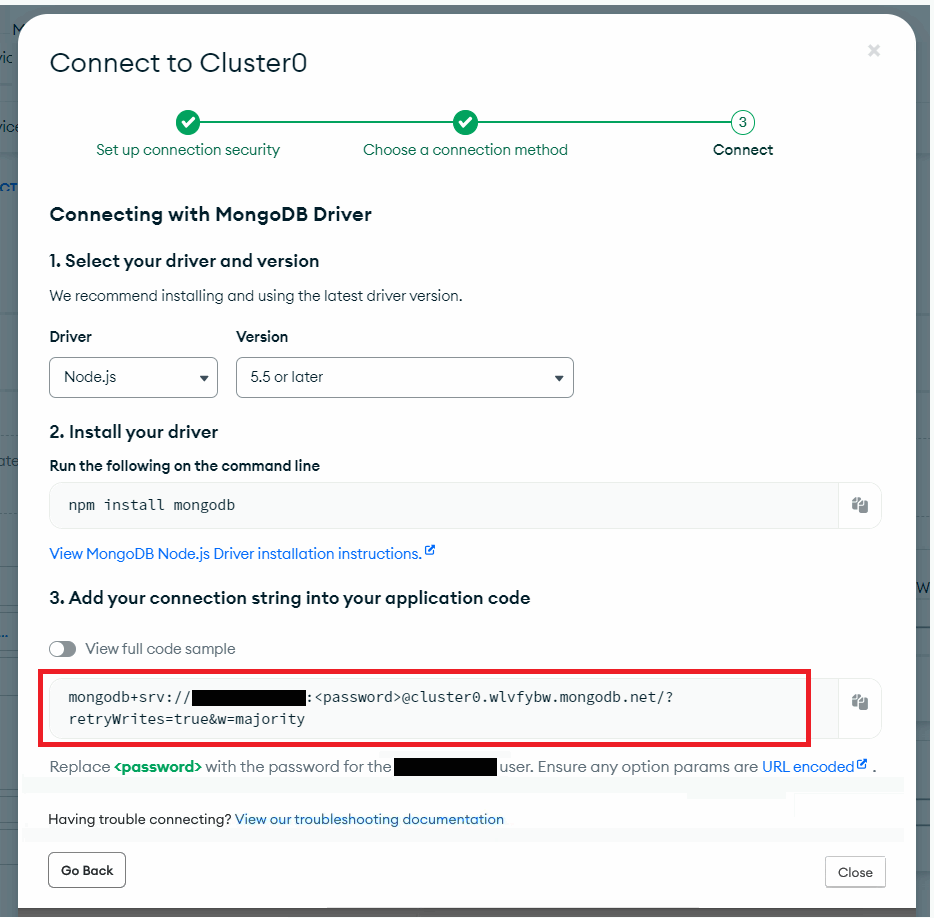 Connect to Cluster0
×
3
Set up connection security
Choose a connection method
Connect
Connecting with MongoDB Driver
1. Select your driver and version
We recommend installing and using the latest driver version.
Driver
Version
Node.js
5.5 or later
2. Install your driver
Run the following on the command line
npm install mongodb
View MongoDB Node.js Driver installation instructions.
3. Add your connection string into your application code
View full code sample
mongodb+srv://
:<password>@cluster0.wlvfybw.mongodb.net/?
retryWrites=true&w=majority
Replace <password> with the password for the
user. Ensure any option params are URL encoded .
Having trouble connecting? View our troubleshooting documentation
Go Back
Close